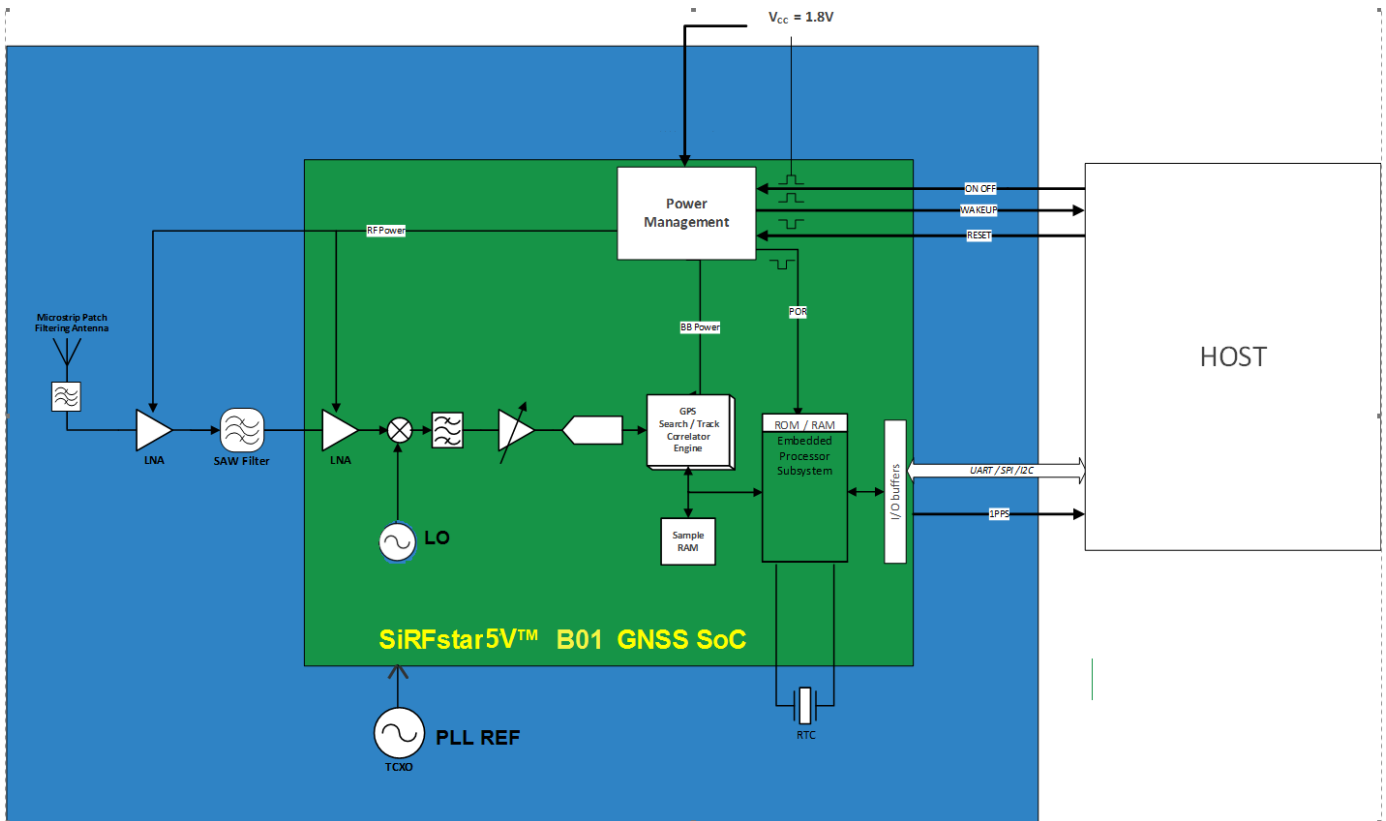 Vcc = 1.8V
Power
Management
ON OFF
WAKEUP
RESET
RF Power
Microstrip Patch
Filtering Antenna
BB Power
POR
HOST
LNA
SAW Filter
LNA
GPS
Search / Track
Correlator
Engine
ROM / RAM
Embedded
Processor
Subsystem
I/O buffers
UART / SPI / I2C
1PPS
LO
Sample
RAM
SiRFstar5V™ B01 GNSS SoC
PLL REF
TCXO
RTC